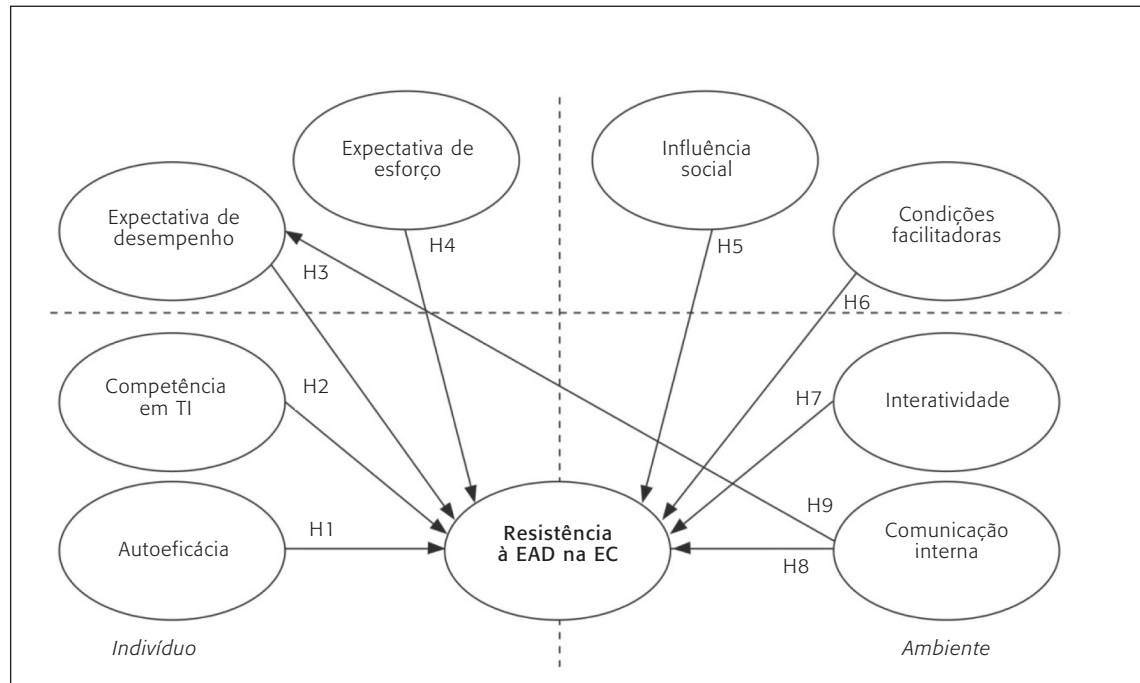 Expectativa de
esforço
Influência
social
Expectativa de
desempenho
Condições
facilitadoras
H3
H4
H5
H6
Competência
em TI
H2
H7
Interatividade
Autoeficácia
H1
Resistência
à EAD na EC
H9
H8
Comunicação
interna
Indivíduo
Ambiente